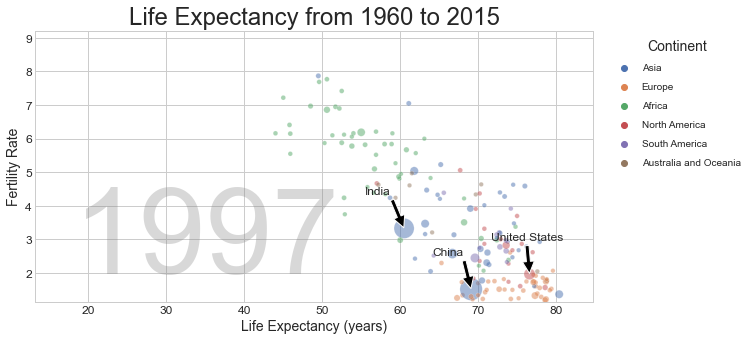 Life Expectancy from 1960 to 2015
9
8
7
6
5
4
3
2
Fertility Rate
1997
India
China
United States
20 30 40 50 60 70 80
Life Expectancy (years)
Continent
Asia
Europe
Africa
North America
South America
Australia and Oceania